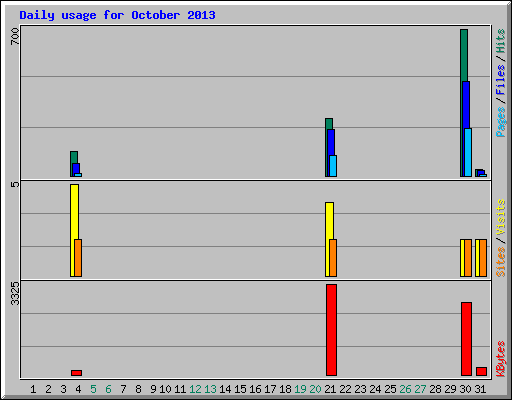 Daily usage for October 2013
700
Pages / Files / Hits
5
Sites / Visits
3325
KBytes
1 2 3 4 5 6 7 8 9 10 11 12 13 14 15 16 17 18 19 20 21 22 23 24 25 26 27 28 29 30 31